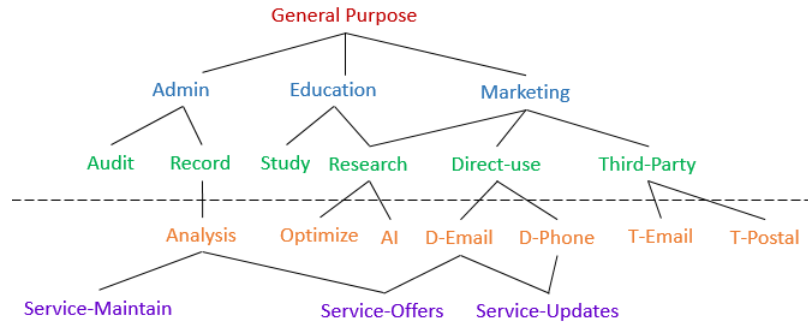 General Purpose
Admin Education Marketing
Audit Record Study Research Direct-use Third-Party
Analysis Optimize AI D-Email D-Phone T-Email T-Postal
Service-Maintain Service-Offers Service-Updates